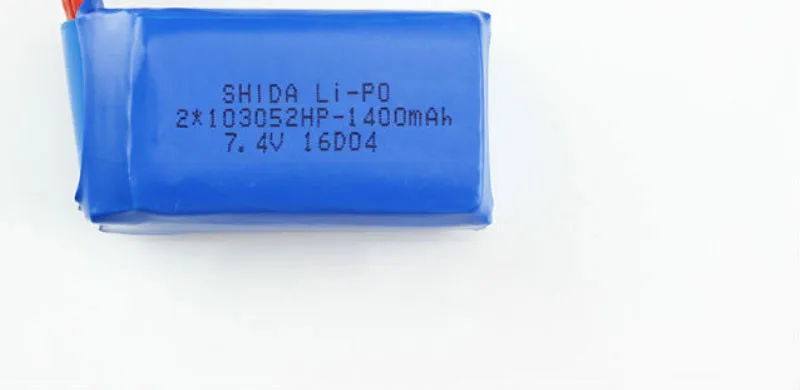 SHIDA Li-PO
2*103052HP-1400mAh
7.4V 16D04